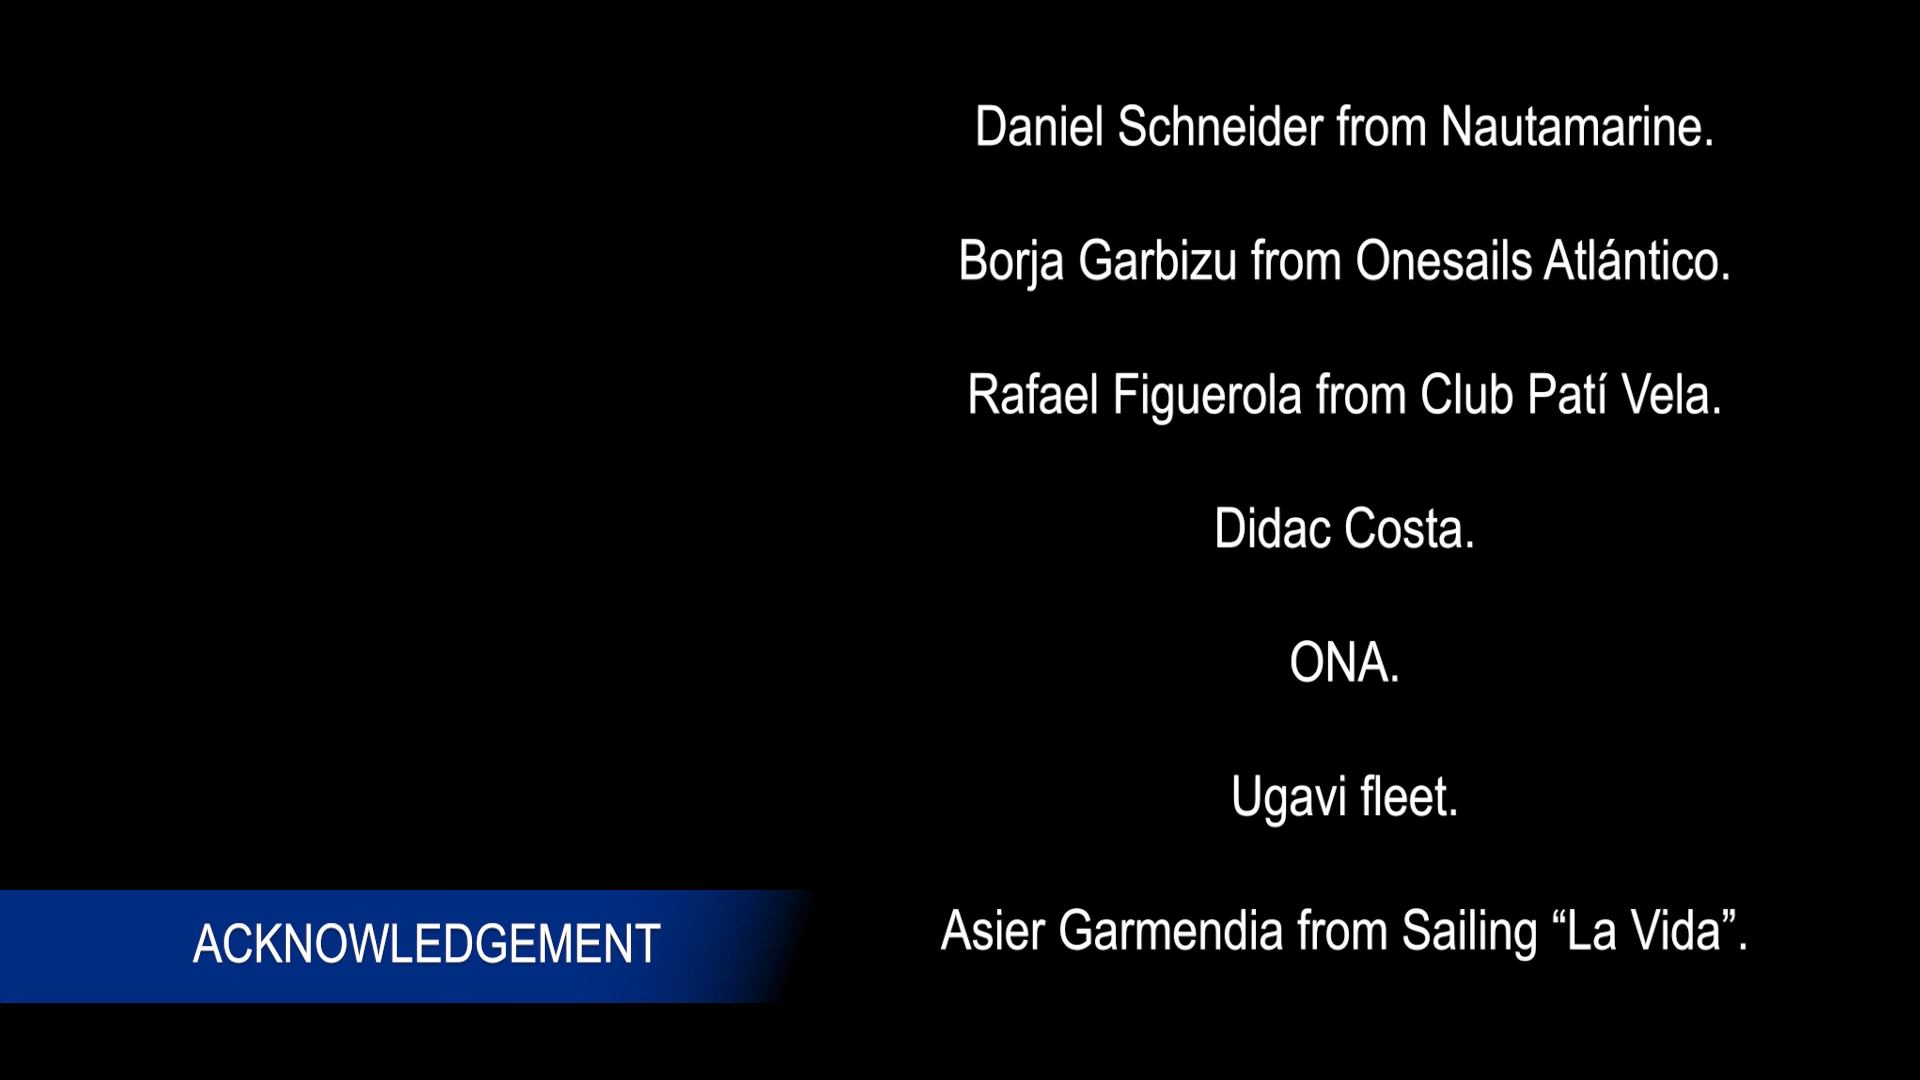 Daniel Schneider from Nautamarine.
Borja Garbizu from Onesails Atlántico.
Rafael Figuerola from Club Patí Vela.
Didac Costa.
ONA.
Ugavi fleet.
Asier Garmendia from Sailing “La Vida”.
ACKNOWLEDGEMENT